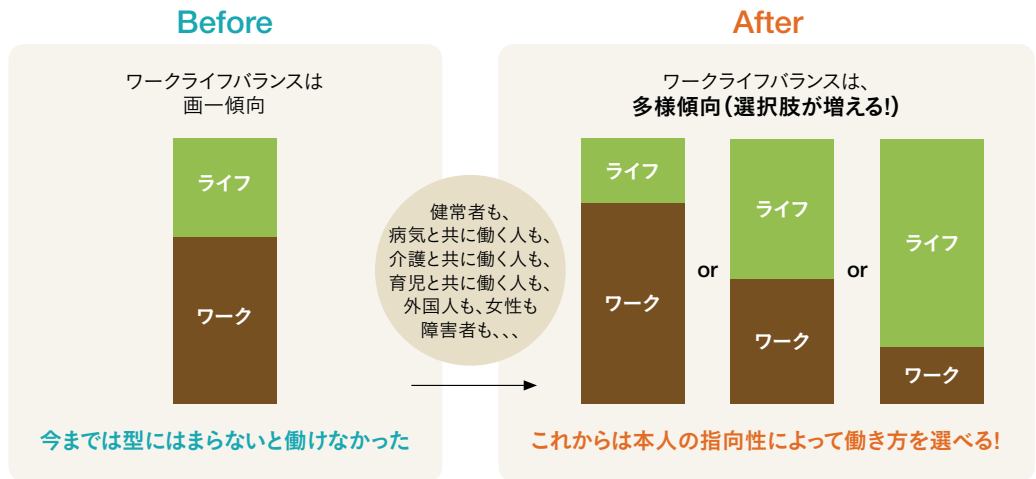 Before
ワークライフバランスは
画一傾向
ライフ
ワーク
今までは型にはまらないと働けなかった
健常者も、
病気と共に働く人も、
介護と共に働く人も、
育児と共に働く人も、
外国人も、女性も
障害者も、、、
After
ワークライフバランスは、
多様傾向（選択肢が増える!）
ライフ
ワーク
or
ライフ
ワーク
or
ライフ
ワーク
これからは本人の指向性によって働き方を選べる!